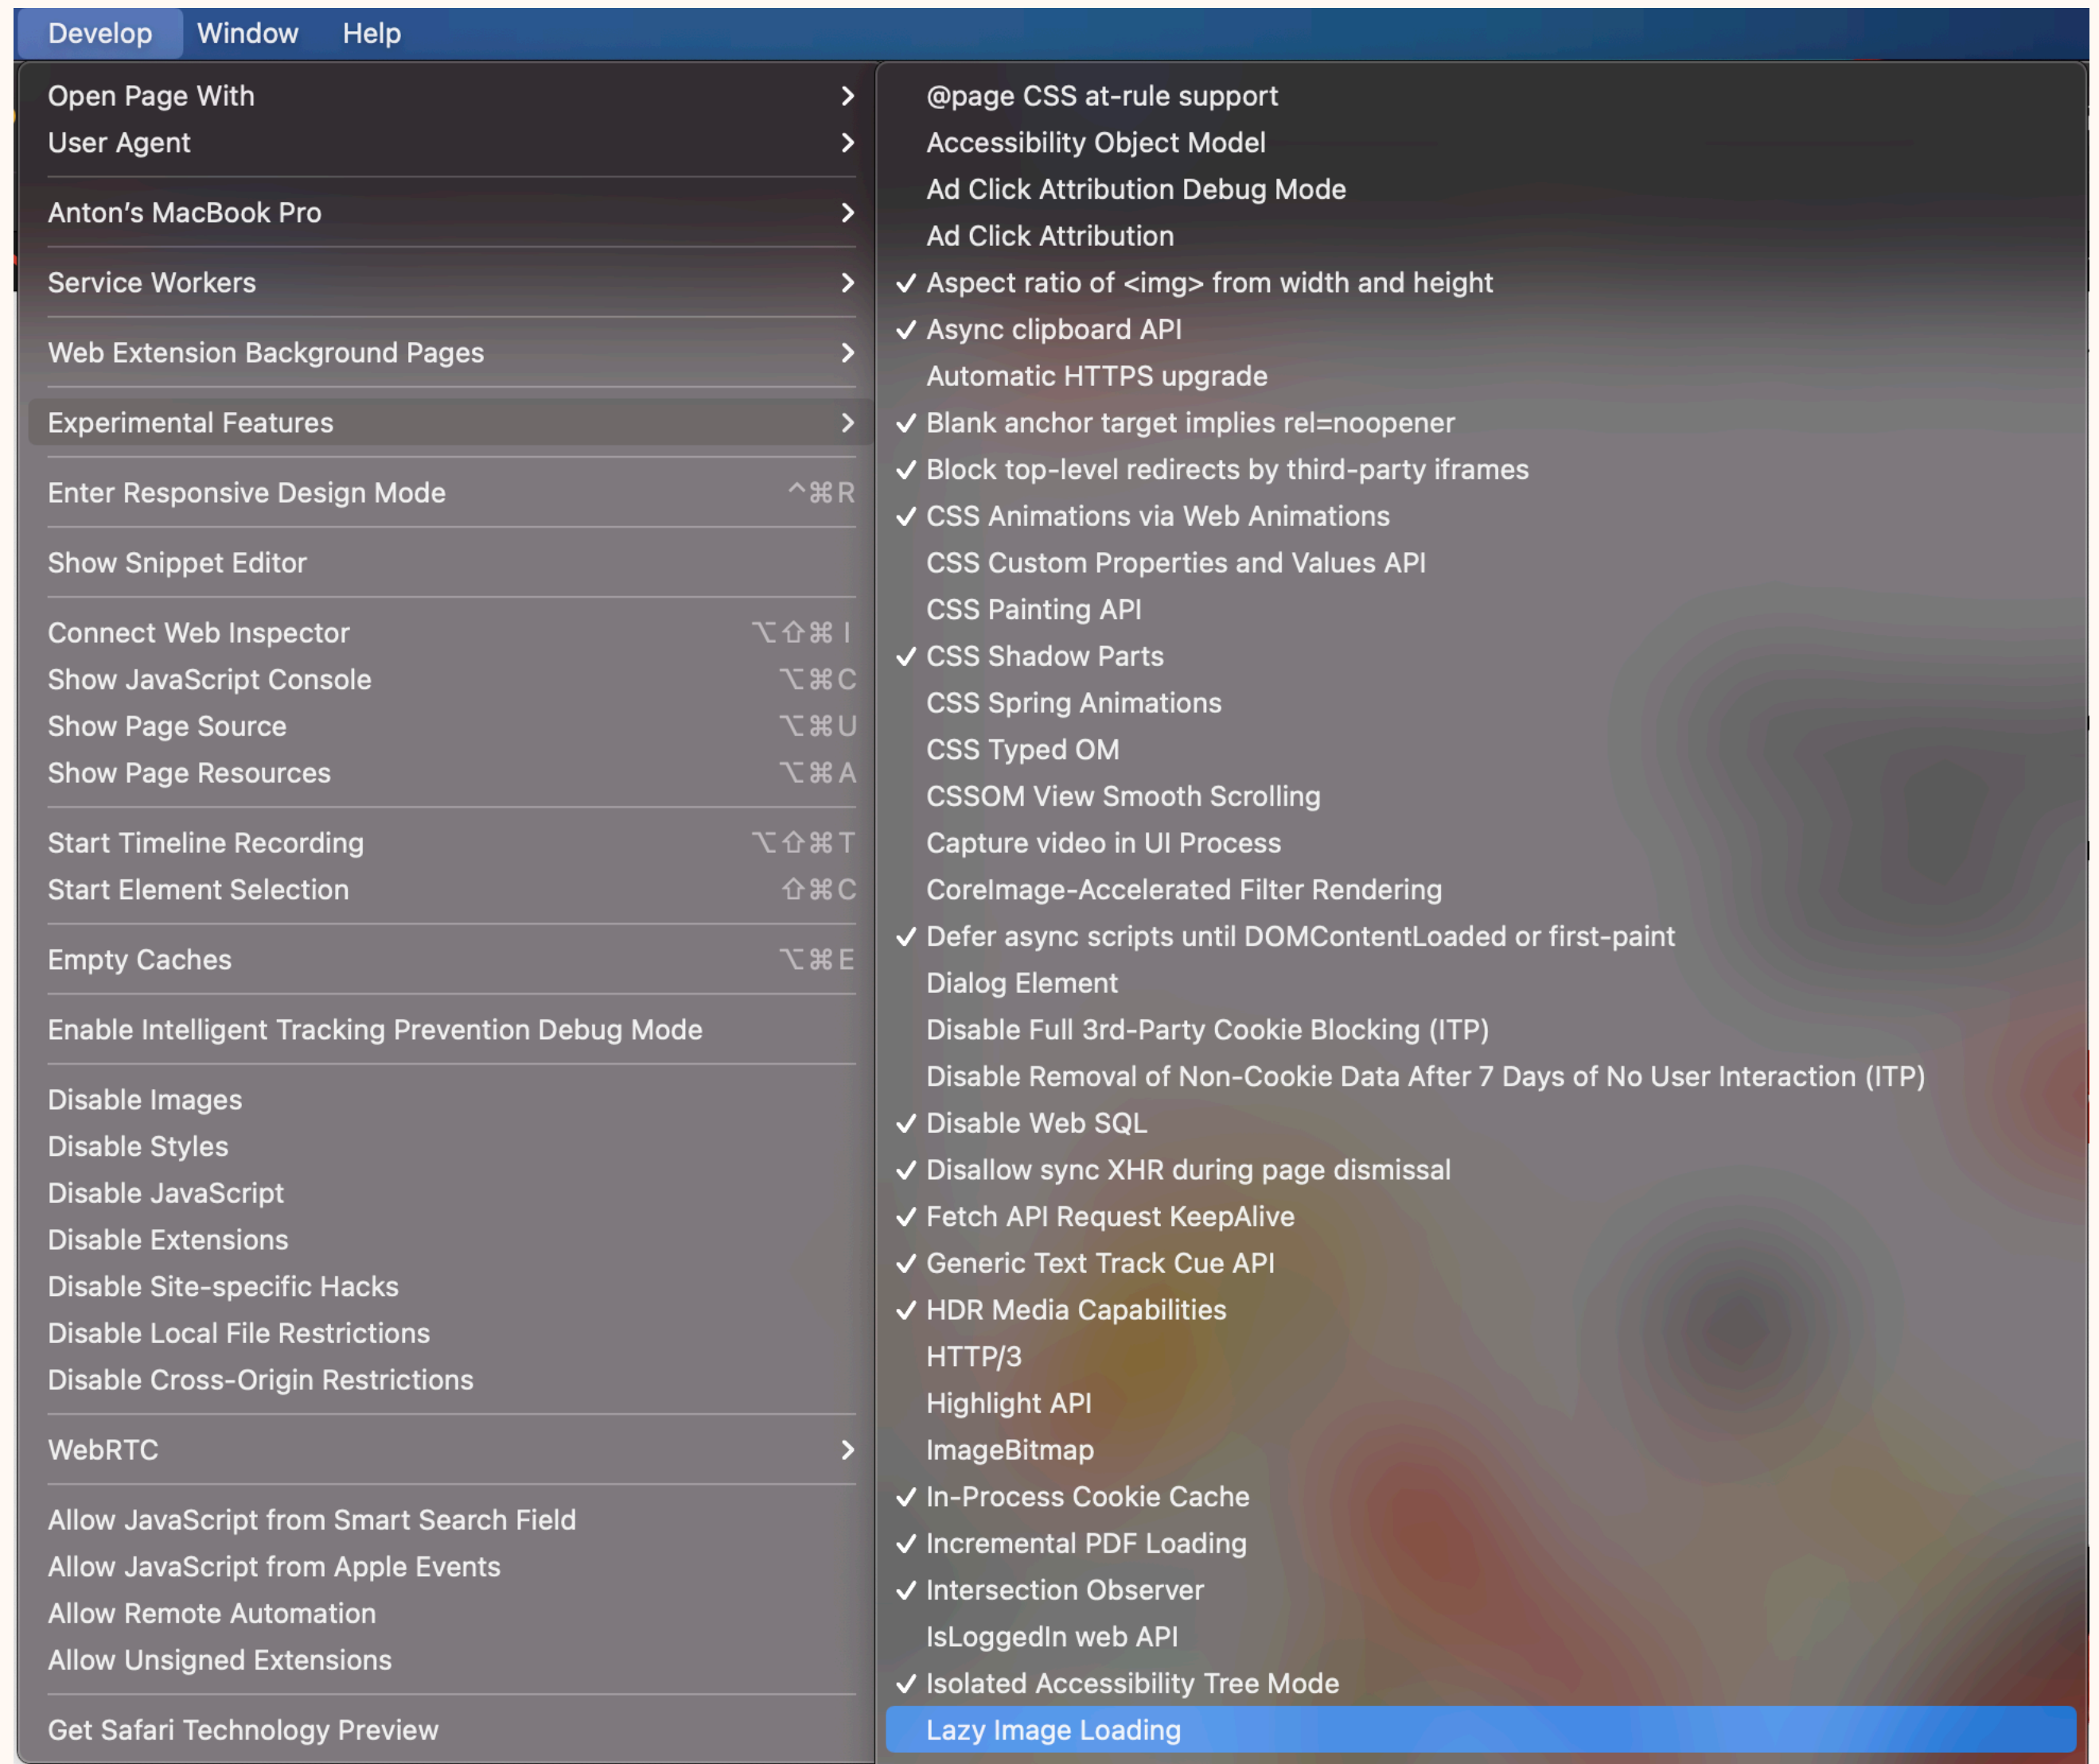 Develop Window Help
Open Page With
User Agent
Anton’s MacBook Pro
Service Workers
Web Extension Background Pages
Experimental Features
Enter Responsive Design Mode ^⌘R
Show Snippet Editor
Connect Web Inspector ⌥⇧⌘I
Show JavaScript Console ⌥⌘C
Show Page Source ⌥⌘U
Show Page Resources ⌥⌘A
Start Timeline Recording ⌥⇧⌘T
Start Element Selection ⇧⌘C
Empty Caches ⌥⌘E
Enable Intelligent Tracking Prevention Debug Mode
Disable Images
Disable Styles
Disable JavaScript
Disable Extensions
Disable Site-specific Hacks
Disable Local File Restrictions
Disable Cross-Origin Restrictions
WebRTC
Allow JavaScript from Smart Search Field
Allow JavaScript from Apple Events
Allow Remote Automation
Allow Unsigned Extensions
Get Safari Technology Preview
@page CSS at-rule support
Accessibility Object Model
Ad Click Attribution Debug Mode
Ad Click Attribution
✓ Aspect ratio of <img> from width and height
✓ Async clipboard API
Automatic HTTPS upgrade
✓ Blank anchor target implies rel=noopener
✓ Block top-level redirects by third-party iframes
✓ CSS Animations via Web Animations
CSS Custom Properties and Values API
CSS Painting API
✓ CSS Shadow Parts
CSS Spring Animations
CSS Typed OM
CSSOM View Smooth Scrolling
Capture video in UI Process
CoreImage-Accelerated Filter Rendering
✓ Defer async scripts until DOMContentLoaded or first-paint
Dialog Element
Disable Full 3rd-Party Cookie Blocking (ITP)
Disable Removal of Non-Cookie Data After 7 Days of No User Interaction (ITP)
✓ Disable Web SQL
✓ Disallow sync XHR during page dismissal
✓ Fetch API Request KeepAlive
✓ Generic Text Track Cue API
✓ HDR Media Capabilities
HTTP/3
Highlight API
ImageBitmap
✓ In-Process Cookie Cache
✓ Incremental PDF Loading
✓ Intersection Observer
IsLoggedIn web API
✓ Isolated Accessibility Tree Mode
Lazy Image Loading